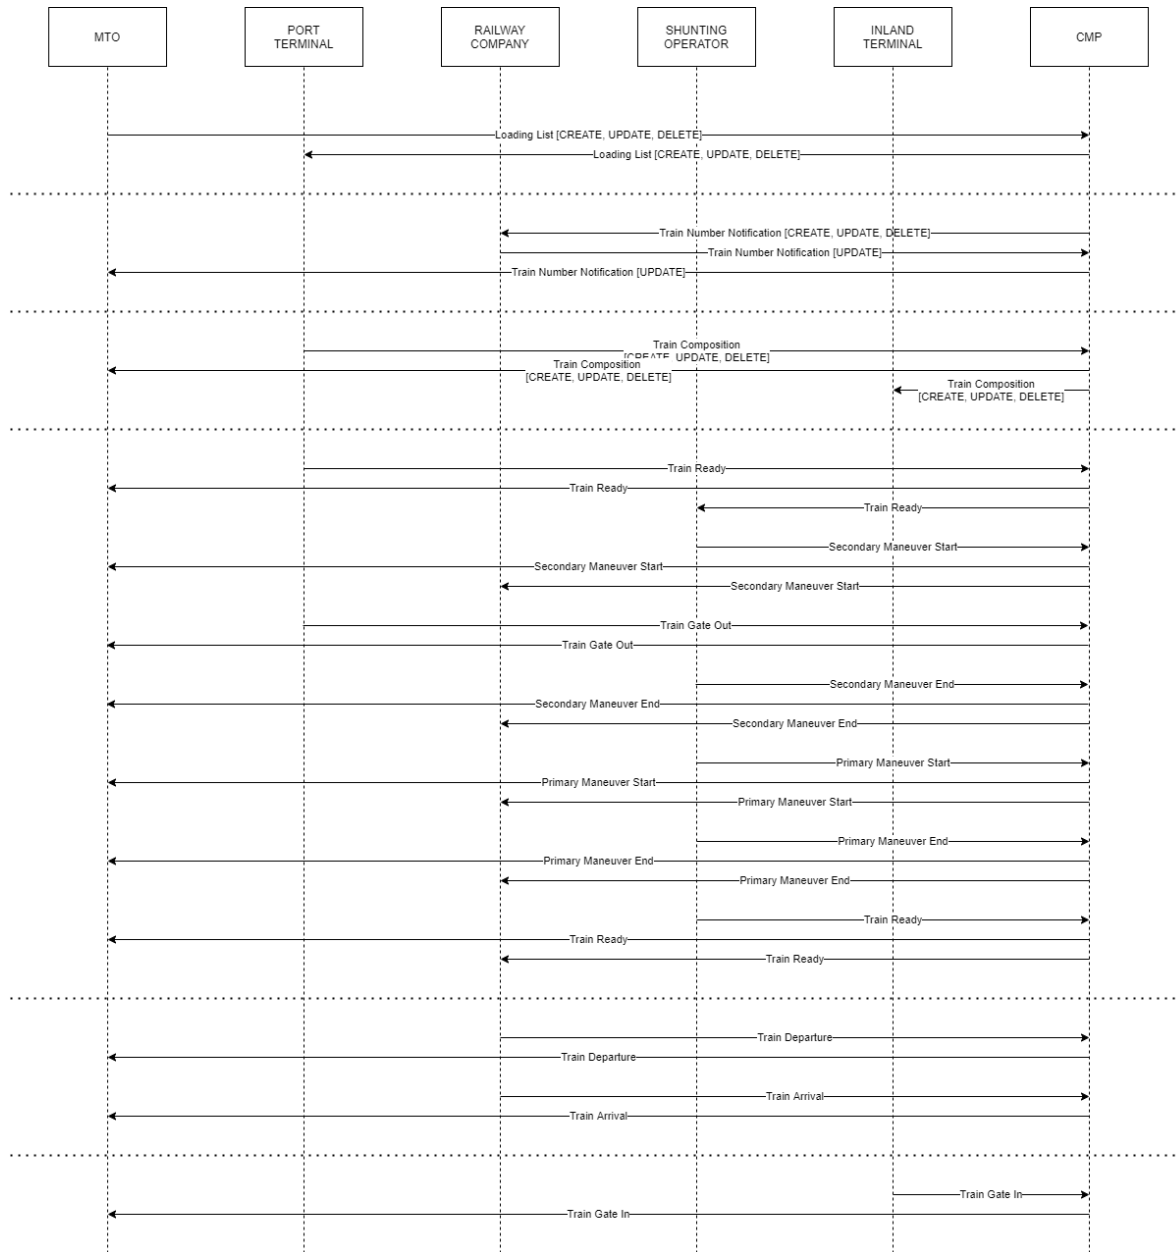 MTO
PORT
TERMINAL
RAILWAY
COMPANY
SHUNTING
OPERATOR
INLAND
TERMINAL
CMP
Loading List [CREATE, UPDATE, DELETE]
Loading List [CREATE, UPDATE, DELETE]
Train Number Notification [CREATE, UPDATE, DELETE]
Train Number Notification [UPDATE]
Train Number Notification [UPDATE]
Train Composition
[CREATE, UPDATE, DELETE]
Train Composition
[CREATE, UPDATE, DELETE]
Train Composition
[CREATE, UPDATE, DELETE]
Train Ready
Train Ready
Train Ready
Secondary Maneuver Start
Secondary Maneuver Start
Secondary Maneuver Start
Train Gate Out
Train Gate Out
Secondary Maneuver End
Secondary Maneuver End
Secondary Maneuver End
Primary Maneuver Start
Primary Maneuver Start
Primary Maneuver Start
Primary Maneuver End
Primary Maneuver End
Primary Maneuver End
Train Ready
Train Ready
Train Ready
Train Departure
Train Departure
Train Arrival
Train Arrival
Train Gate In
Train Gate In